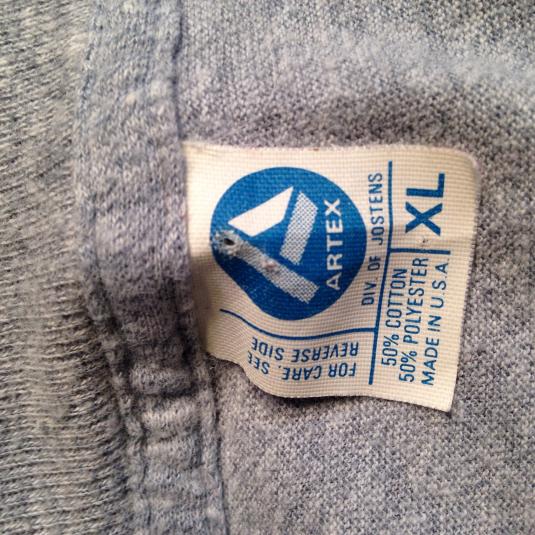 ARTEX
DIV. OF JOSTENS
50% COTTON
50% POLYESTER
MADE IN U.S.A.
XL
FOR CARE, SEE
REVERSE SIDE